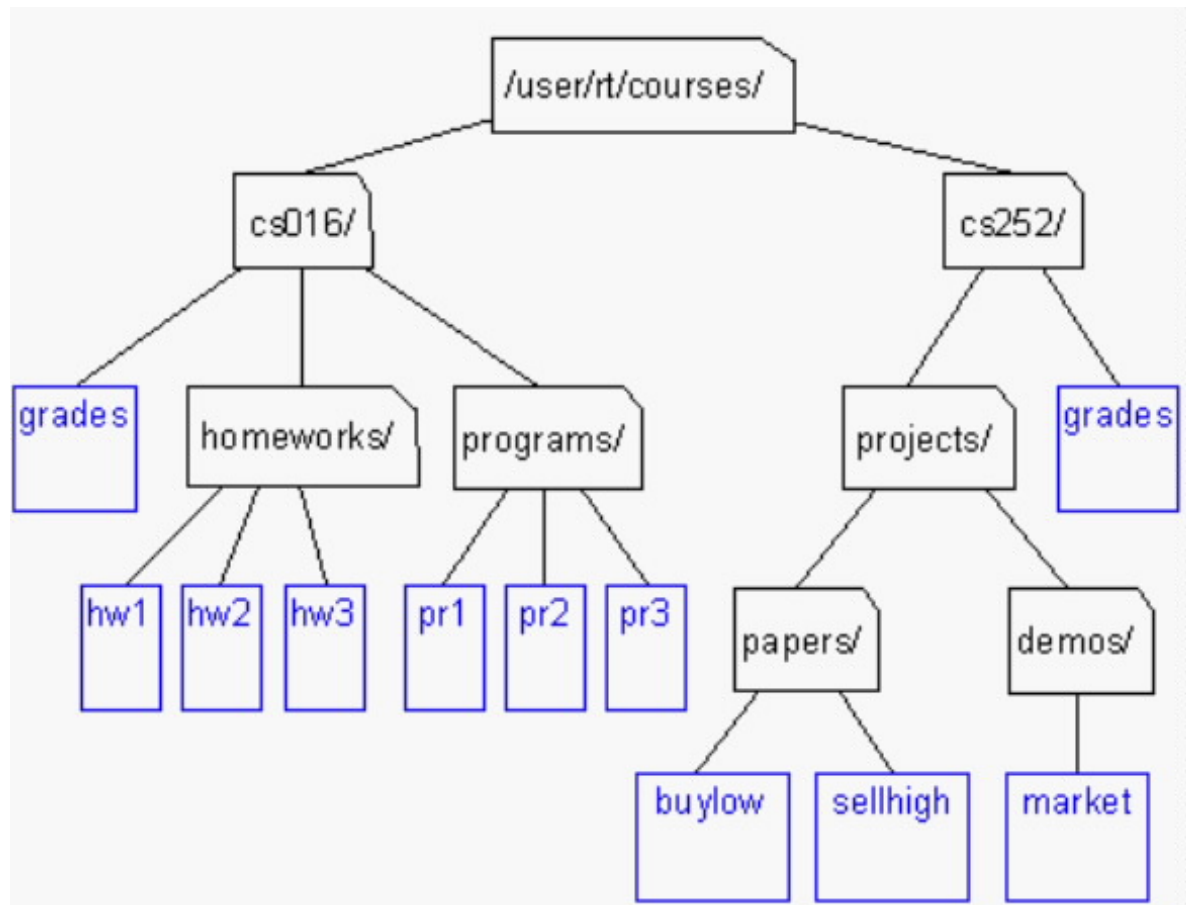 /user/rt/courses/
cs016/
cs252/
grades
homeworks/
programs/
projects/
grades
hw1
hw2
hw3
pr1
pr2
pr3
papers/
demos/
buylow
sellhigh
market